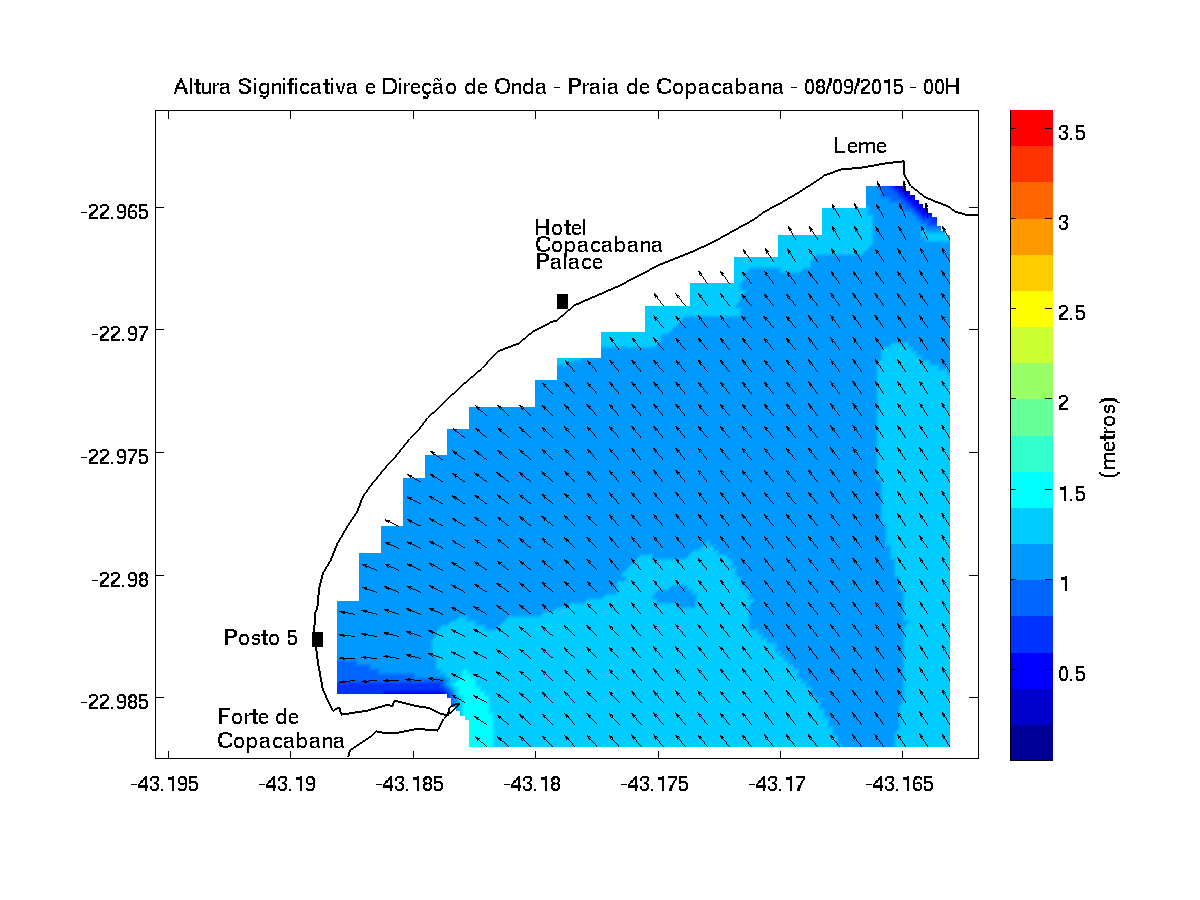 Altura Significativa e Direção de Onda - Praia de Copacabana - 08/09/2015 - 00H
Leme
Hotel
Copacabana
Palace
Posto 5
Forte de
Copacabana
-22.965
-22.97
-22.975
-22.98
-22.985
-43.195
-43.19
-43.185
-43.18
-43.175
-43.17
-43.165
3.5
3
2.5
2
1.5
1
0.5
(metros)